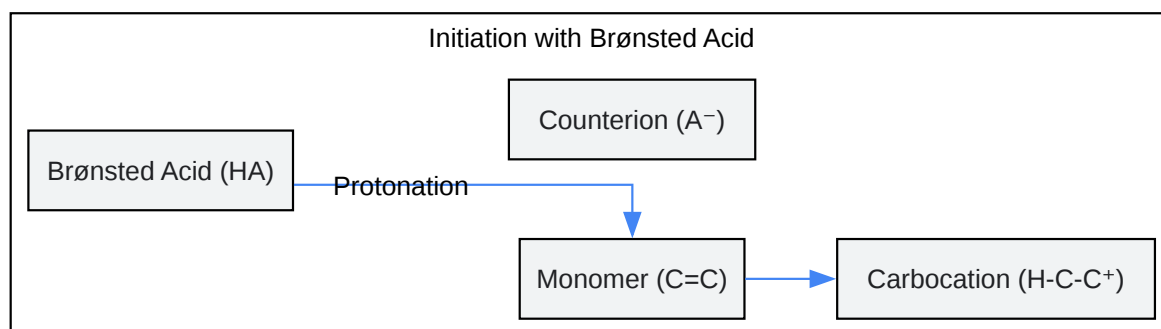 Initiation with Brønsted Acid
Counterion (A⁻)
Brønsted Acid (HA)
Protonation
Monomer (C=C)
Carbocation (H-C-C⁺)